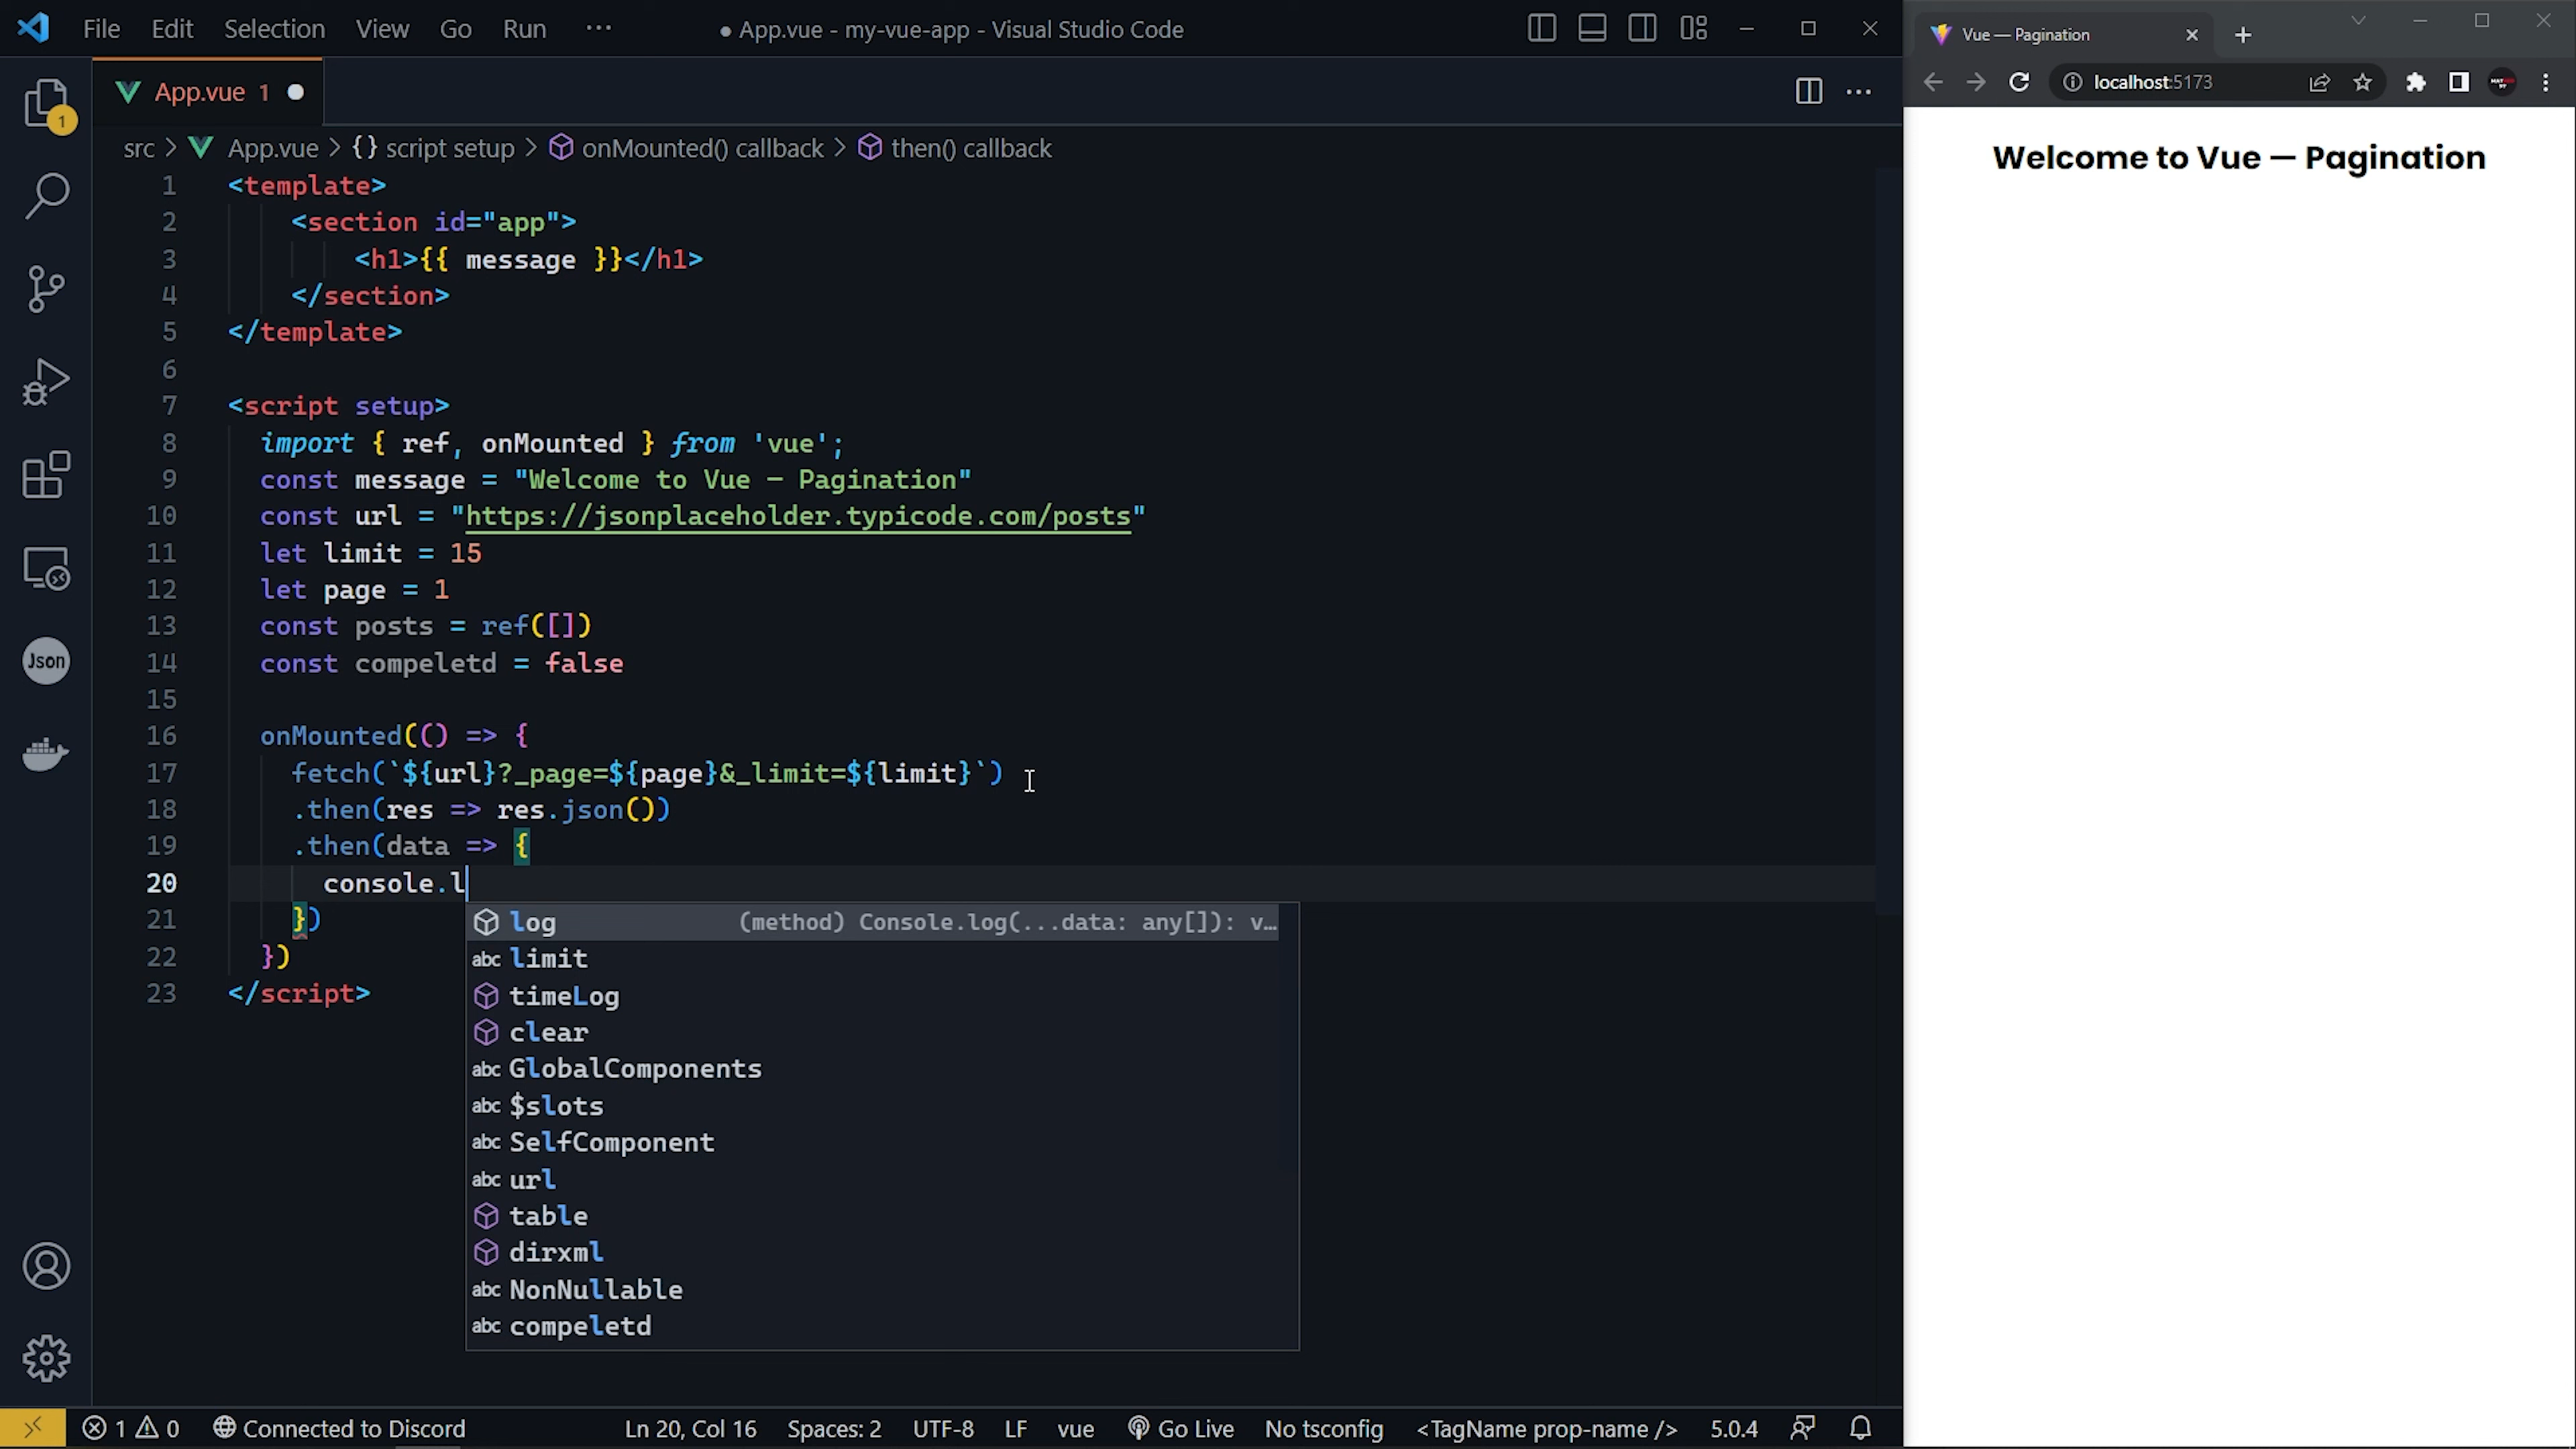 File Edit Selection View Go Run ··· ● App.vue - my-vue-app - Visual Studio Code
App.vue 1 ●
src > App.vue > {} script setup > onMounted() callback > then() callback
1 <template>
2 <section id="app">
3 <h1>{{ message }}</h1>
4 </section>
5 </template>
6
7 <script setup>
8 import { ref, onMounted } from 'vue';
9 const message = "Welcome to Vue — Pagination"
10 const url = "https://jsonplaceholder.typicode.com/posts"
11 let limit = 15
12 let page = 1
13 const posts = ref([])
14 const compeletd = false
15
16 onMounted(() => {
17 fetch(`${url}?_page=${page}&_limit=${limit}`)
18 .then(res => res.json())
19 .then(data => {
20 console.l
21 })
22 })
23 </script>
log (method) Console.log(...data: any[]): v…
abc limit
timeLog
clear
abc GlobalComponents
abc $slots
abc SelfComponent
abc url
table
dirxml
abc NonNullable
abc compeletd
1
Json
1 0 Connected to Discord Ln 20, Col 16 Spaces: 2 UTF-8 LF vue Go Live No tsconfig <TagName prop-name /> 5.0.4
Vue — Pagination
localhost:5173
Welcome to Vue — Pagination